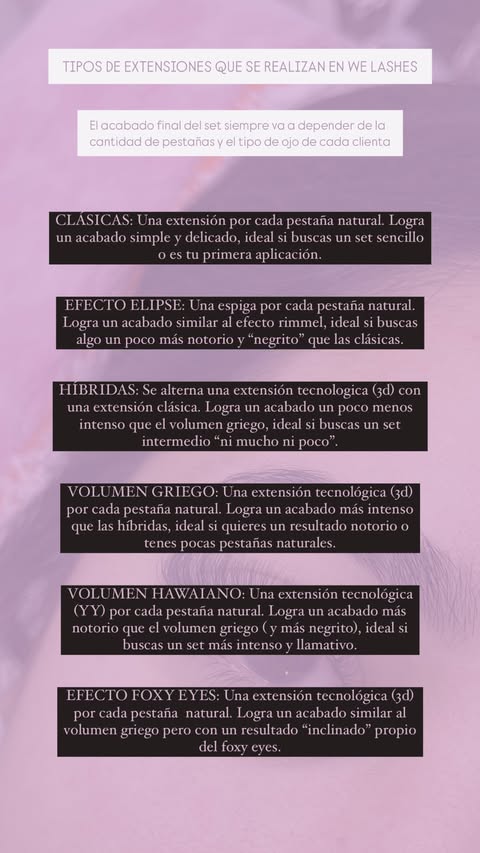 TIPOS DE EXTENSIONES QUE SE REALIZAN EN WE LASHES
El acabado final del set siempre va a depender de la
cantidad de pestañas y el tipo de ojo de cada clienta
CLÁSICAS: Una extensión por cada pestaña natural. Logra
un acabado simple y delicado, ideal si buscas un set sencillo
o es tu primera aplicación.
EFECTO ELIPSE: Una espiga por cada pestaña natural.
Logra un acabado similar al efecto rimmel, ideal si buscas
algo un poco más notorio y “negrito” que las clásicas.
HÍBRIDAS: Se alterna una extensión tecnologica (3d) con
una extensión clásica. Logra un acabado un poco menos
intenso que el volumen griego, ideal si buscas un set
intermedio “ni mucho ni poco”.
VOLUMEN GRIEGO: Una extensión tecnológica (3d)
por cada pestaña natural. Logra un acabado más intenso
que las híbridas, ideal si quieres un resultado notorio o
tenes pocas pestañas naturales.
VOLUMEN HAWAIANO: Una extensión tecnológica
(YY) por cada pestaña natural. Logra un acabado más
notorio que el volumen griego ( y más negrito), ideal si
buscas un set más intenso y llamativo.
EFECTO FOXY EYES: Una extensión tecnológica (3d)
por cada pestaña  natural. Logra un acabado similar al
volumen griego pero con un resultado “inclinado” propio
del foxy eyes.